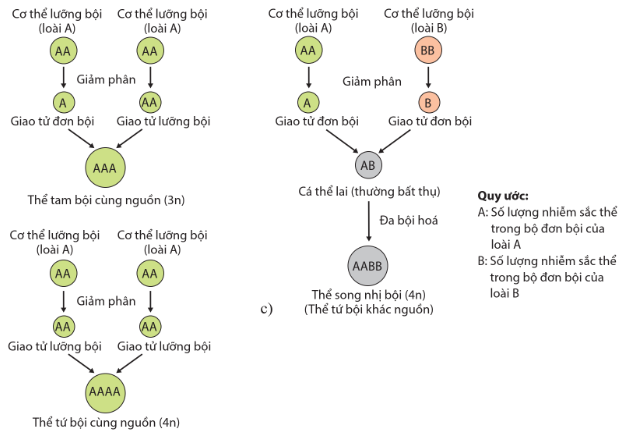 Cơ thể lưỡng bội
(loài A)
Cơ thể lưỡng bội
(loài A)
AA
AA
Giảm phân
A
AA
Giao tử đơn bội
Giao tử lưỡng bội
AAA
Thể tam bội cùng nguồn (3n)
Cơ thể lưỡng bội
(loài A)
Cơ thể lưỡng bội
(loài A)
AA
AA
Giảm phân
AA
AA
Giao tử lưỡng bội
Giao tử lưỡng bội
AAAA
Thể tứ bội cùng nguồn (4n)
Cơ thể lưỡng bội
(loài A)
Cơ thể lưỡng bội
(loài B)
AA
BB
Giảm phân
A
B
Giao tử đơn bội
Giao tử đơn bội
AB
Cá thể lai (thường bất thụ)
Đa bội hoá
AABB
Thể song nhị bội (4n)
(Thể tứ bội khác nguồn)
c)
Quy ước:
A: Số lượng nhiễm sắc thể
trong bộ đơn bội của
loài A
B: Số lượng nhiễm sắc thể
trong bộ đơn bội của
loài B